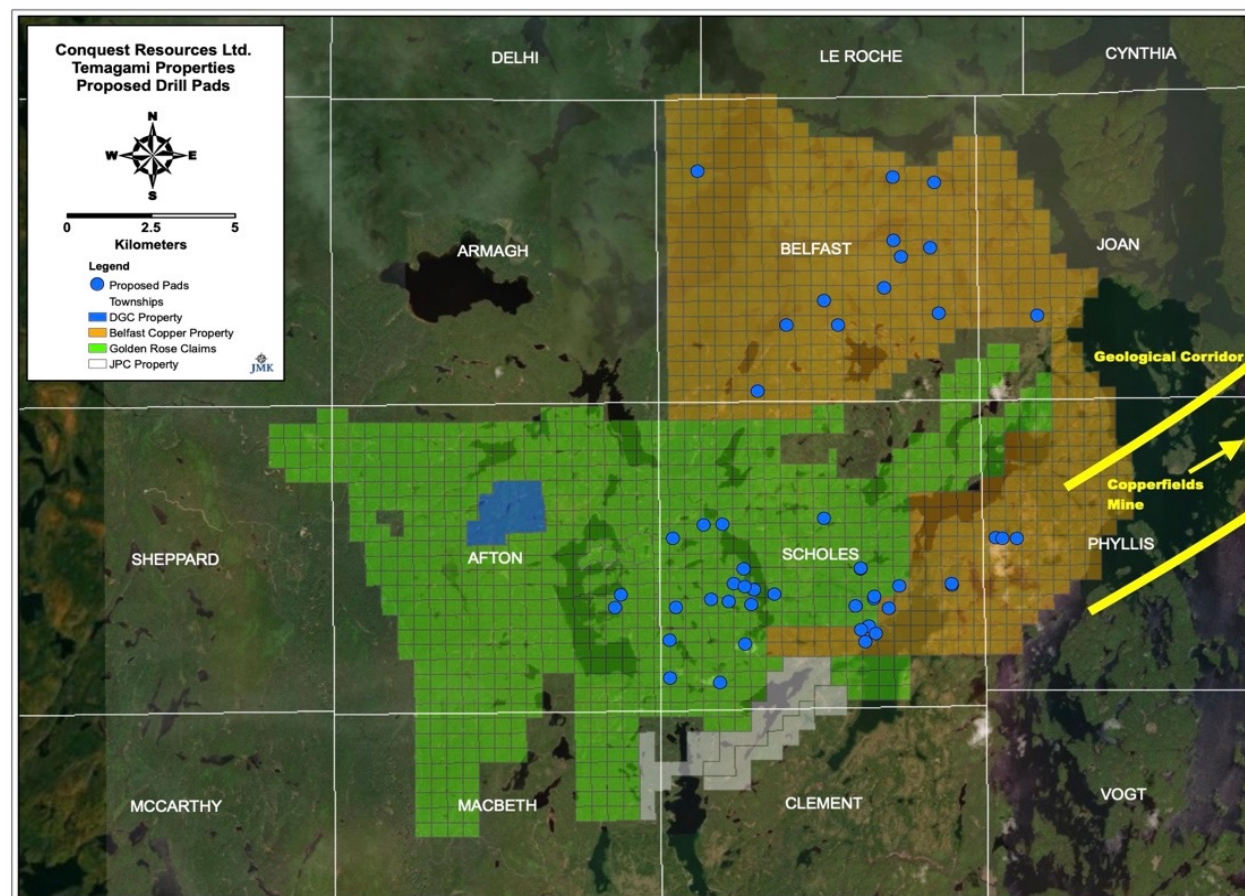 Conquest Resources Ltd.
Temagami Properties
Proposed Drill Pads
N
W
E
S
0
2.5
5
Kilometers
Legend
Proposed Pads
Townships
DGC Property
Belfast Copper Property
Golden Rose Claims
JPC Property
JMK
DELHI
LE ROCHE
CYNTHIA
ARMAGH
BELFAST
JOAN
Geological Corridor
Copperfields
Mine
SHEPPARD
AFTON
SCHOLES
PHYLLIS
MCCARTHY
MACBETH
CLEMENT
VOGT